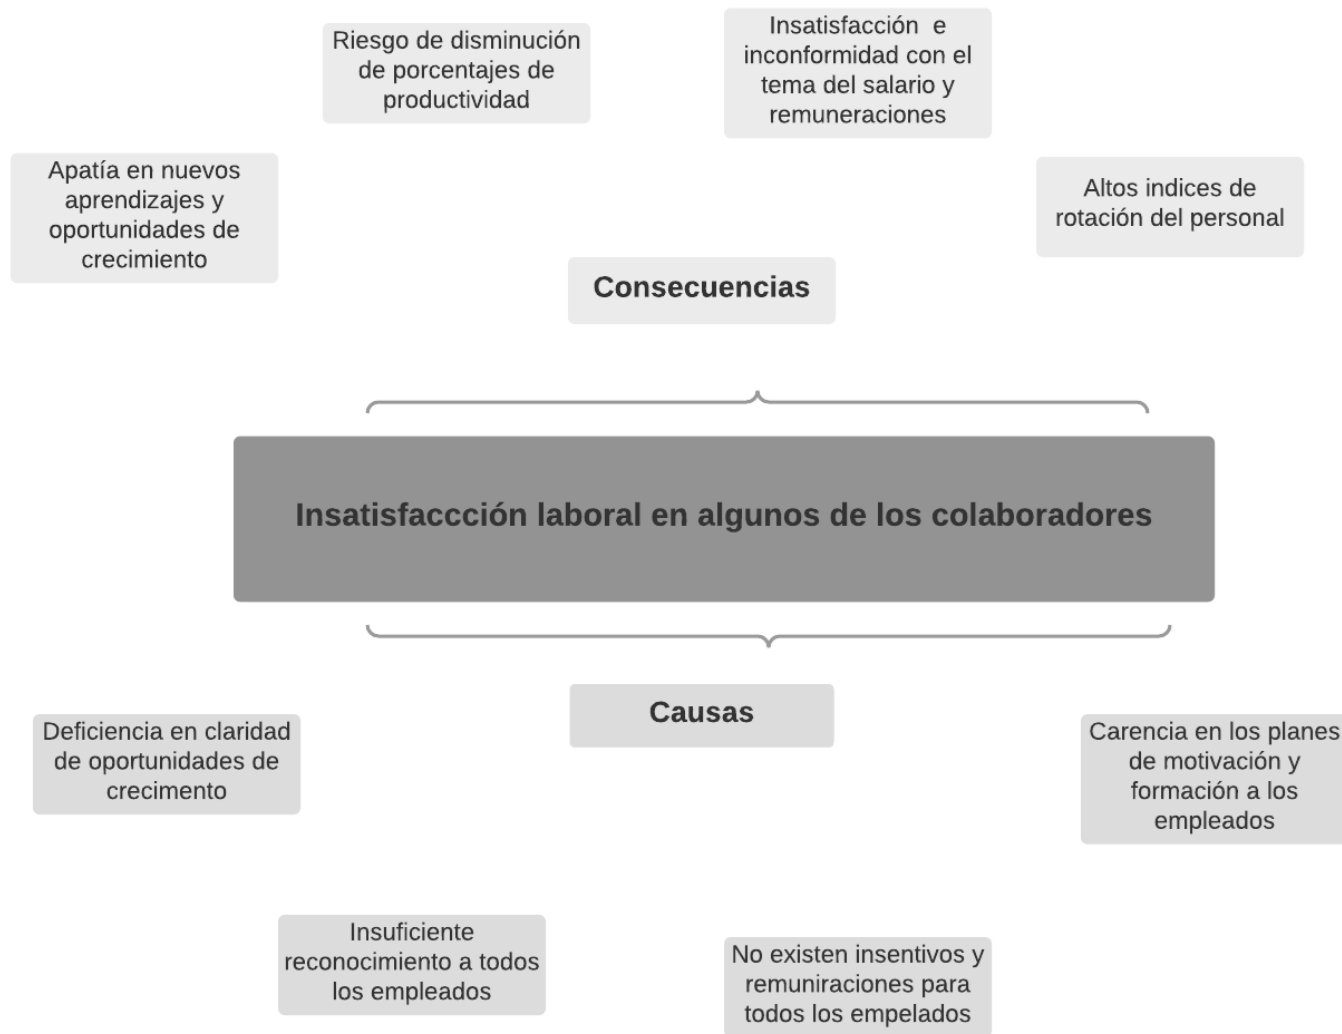 Riesgo de disminución
de porcentajes de
productividad
Insatisfacción e
inconformidad con el
tema del salario y
remuneraciones
Apatía en nuevos
aprendizajes y
oportunidades de
crecimiento
Altos indices de
rotación del personal
Consecuencias
Insatisfaccción laboral en algunos de los colaboradores
Causas
Deficiencia en claridad
de oportunidades de
crecimento
Carencia en los planes
de motivación y
formación a los
empleados
Insuficiente
reconocimiento a todos
los empleados
No existen insentivos y
remuniraciones para
todos los empelados